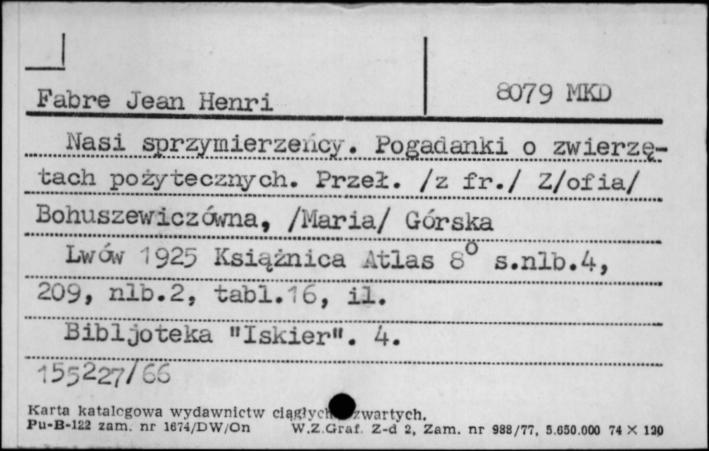 Fabre Jean Henri
8079 MKD
Nasi sprzymierzeńcy. Pogadanki o zwierzę-
tach pożytecznych. Przeł. /z fr./ Z/ofia/
Bohuszewiczówna, /Maria/ Górska
Lwów 1925 Książnica Atlas 8° s.nlb.4,
209, nlb.2, tabl.16, il.
Bibljoteka "Iskier". 4.
155227/66
Karta katalogowa wydawnictw ciągłych zwartych.
Pu-B-122 zam. nr 1674/DW/On W.Z.Graf. Z-d 2, Zam. nr 988/77, 5.650.000 74 × 120